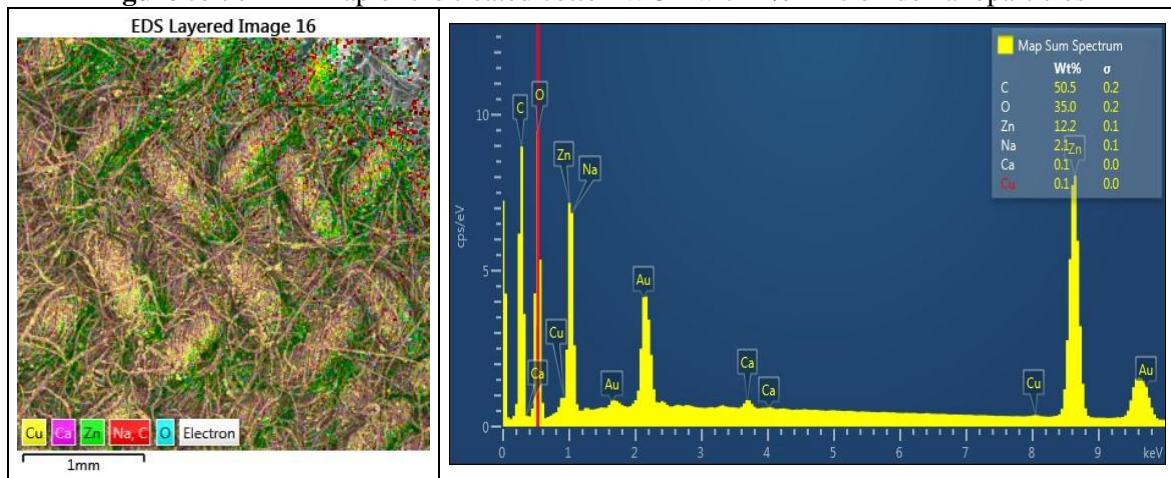 EDS Layered Image 16
Cu Ca Zn Na, C O Electron
1mm
Map Sum Spectrum
Wt% σ
C 50.5 0.2
O 35.0 0.2
Zn 12.2 0.1
Na 2.1 0.1
Ca 0.1 0.0
Cu 0.1 0.0
cps/eV
10
5
0
C
O
Zn
Na
Cu
Ca
Au
Au
Ca
Ca
Cu
Zn
Au
0 1 2 3 4 5 6 7 8 9 keV